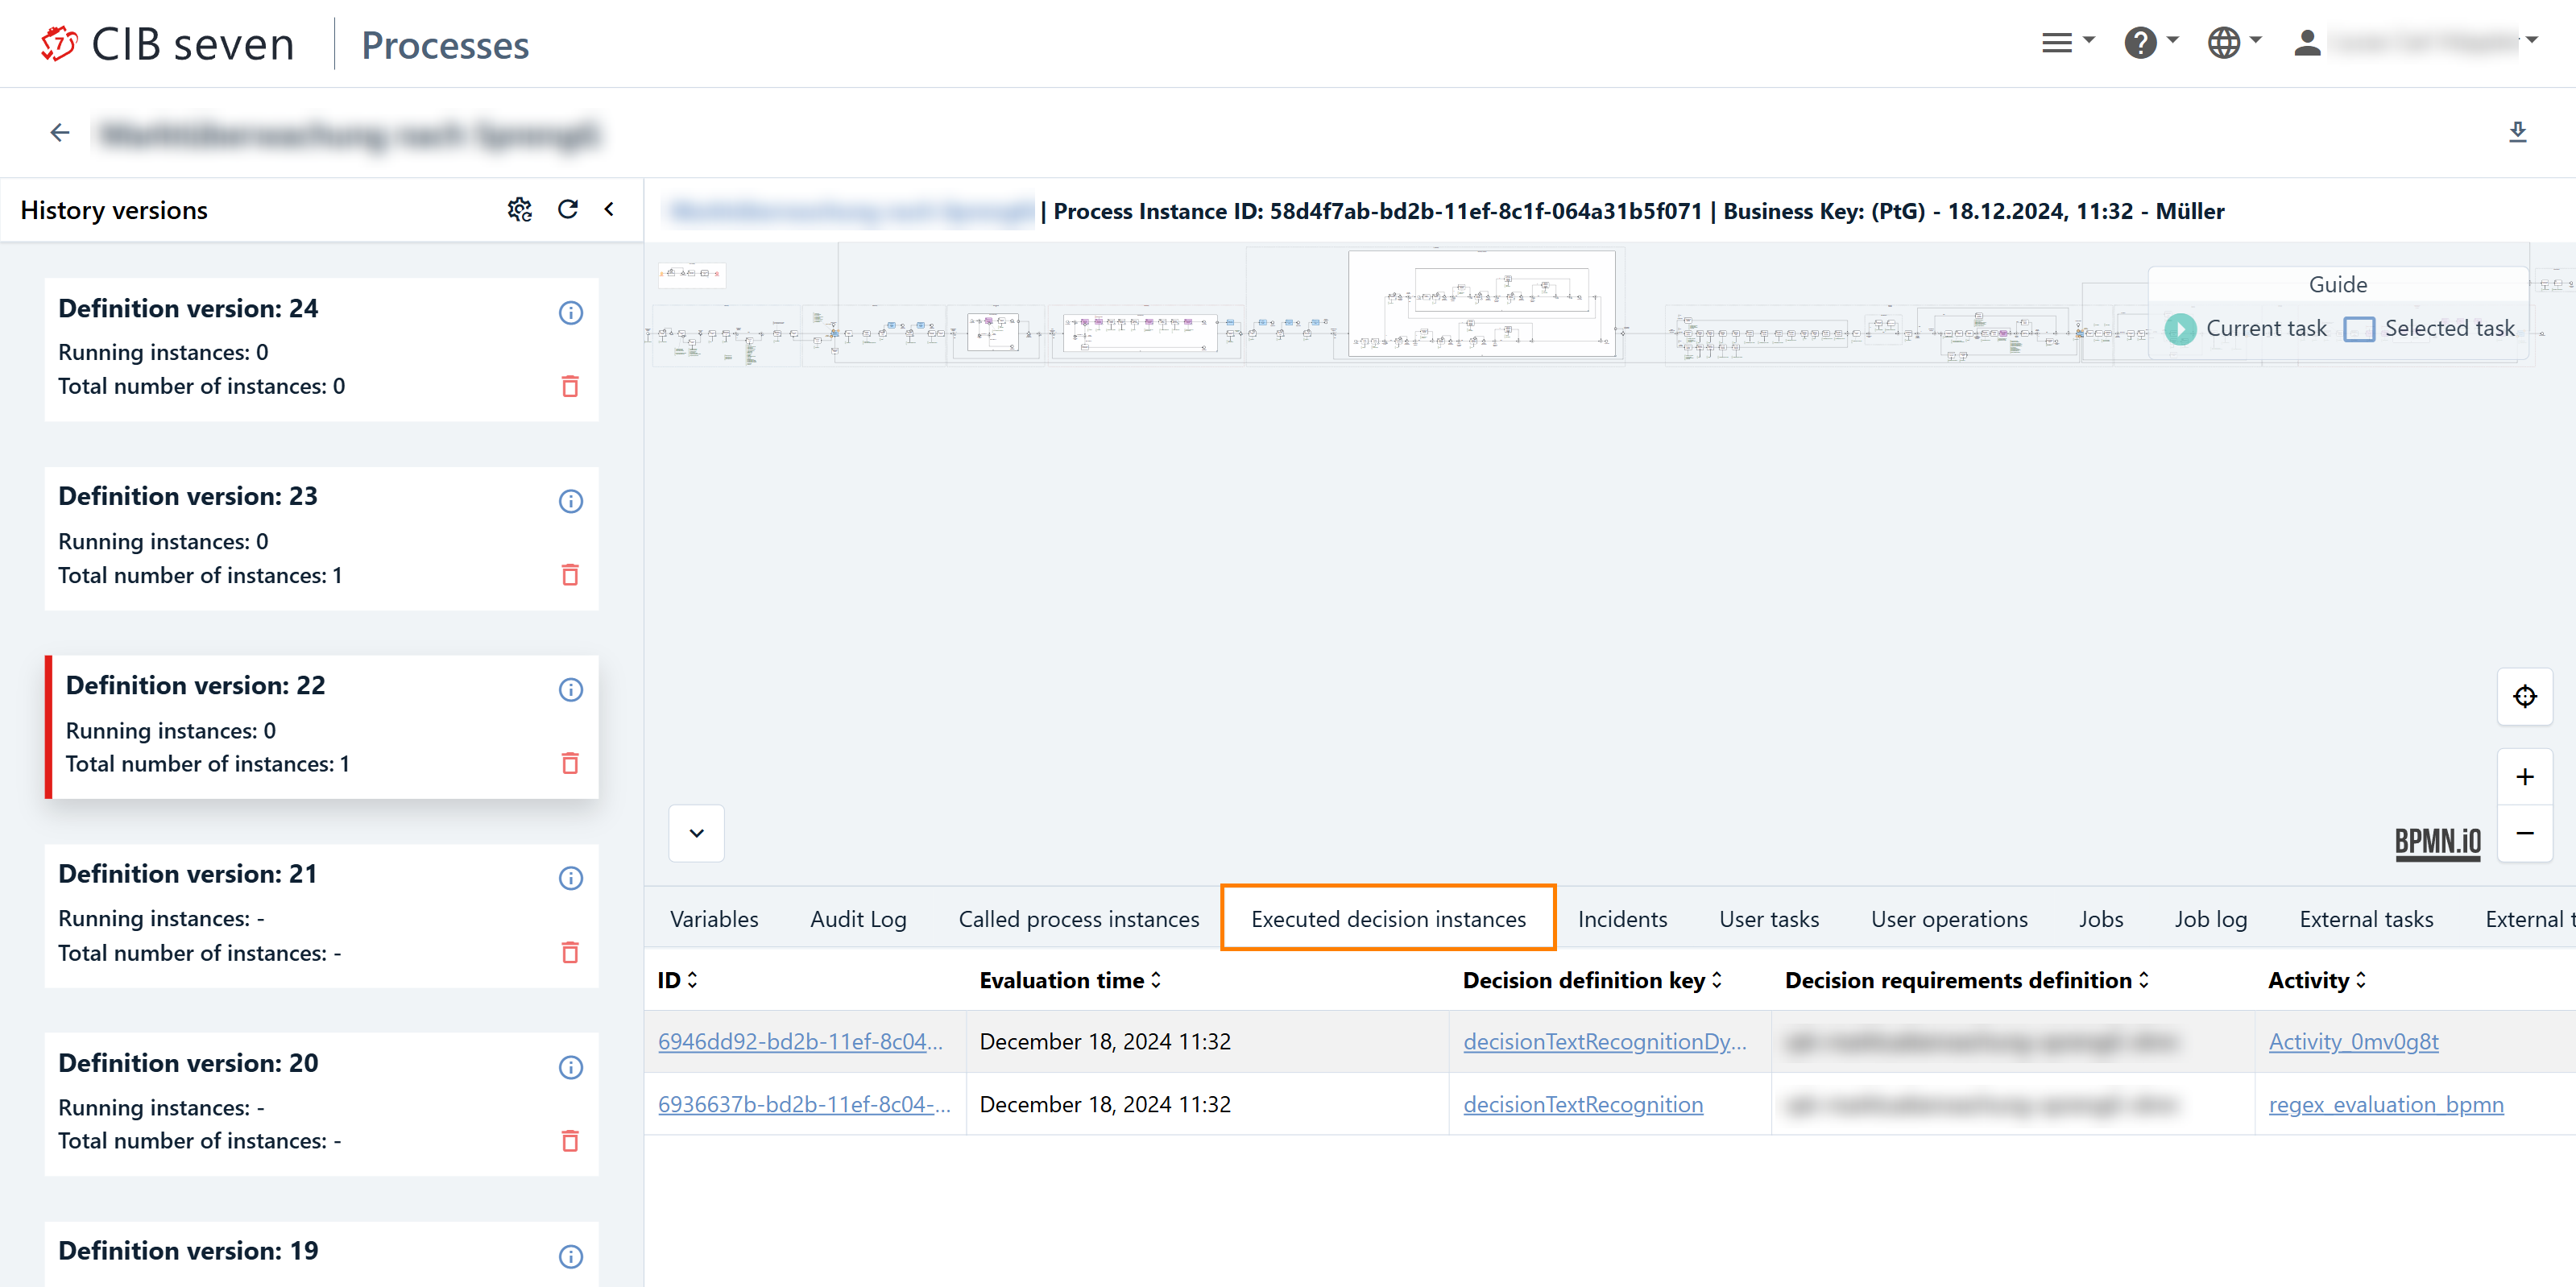 CIB seven
Processes
History versions
| Process Instance ID: 58d4f7ab-bd2b-11ef-8c1f-064a31b5f071 | Business Key: (PtG) - 18.12.2024, 11:32 - Müller
Definition version: 24
Running instances: 0
Total number of instances: 0
Definition version: 23
Running instances: 0
Total number of instances: 1
Definition version: 22
Running instances: 0
Total number of instances: 1
Definition version: 21
Running instances: -
Total number of instances: -
Definition version: 20
Running instances: -
Total number of instances: -
Definition version: 19
Guide
Current task
Selected task
BPMN.iO
Variables
Audit Log
Called process instances
Executed decision instances
Incidents
User tasks
User operations
Jobs
Job log
External tasks
External t
ID
Evaluation time
Decision definition key
Decision requirements definition
Activity
6946dd92-bd2b-11ef-8c04...
December 18, 2024 11:32
decisionTextRecognitionDy...
Activity_0mv0g8t
6936637b-bd2b-11ef-8c04-...
December 18, 2024 11:32
decisionTextRecognition
regex_evaluation_bpmn